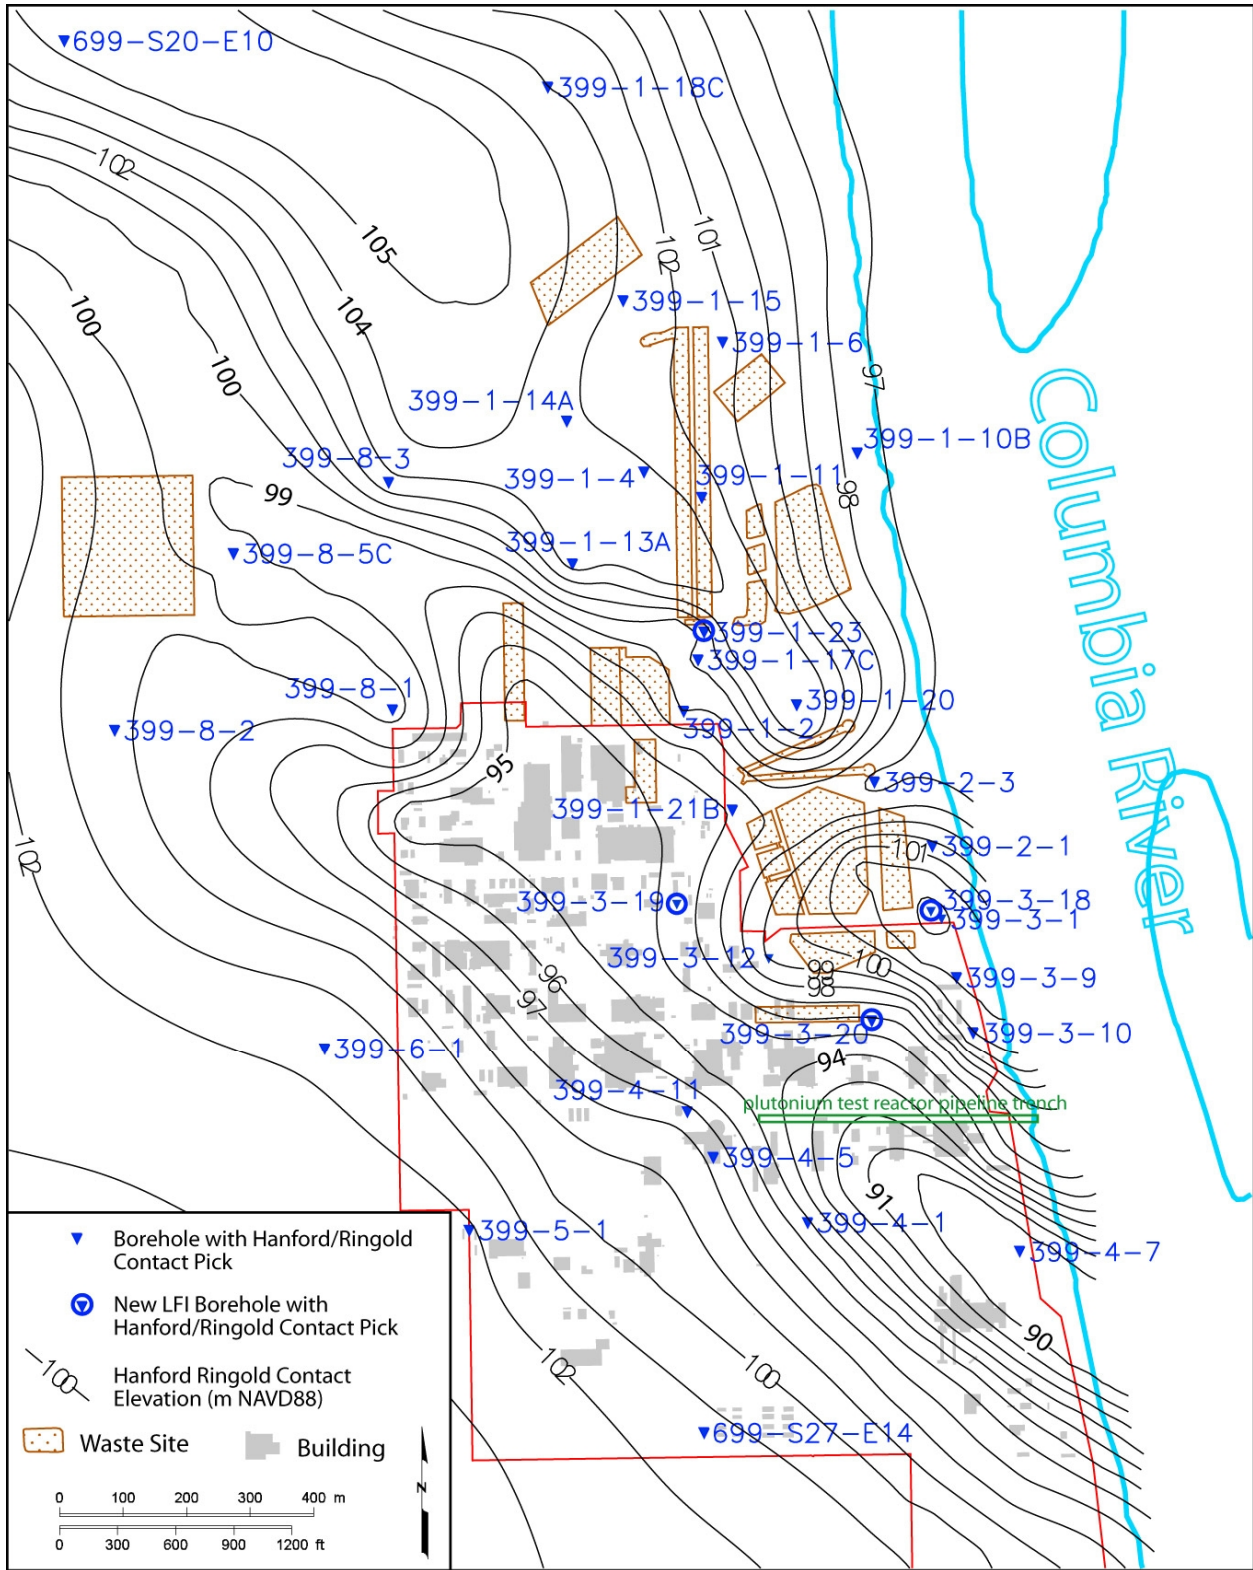 699-S20-E10
399-1-18C
102
101
105
102
399-1-15
100
104
399-1-6
100
97
399-1-14A
399-1-10B
399-8-3
399-1-4
399-1-11
99
98
399-1-13A
399-8-5C
399-1-23
399-1-17C
399-8-1
399-1-20
399-8-2
399-1-2
95
399-2-3
399-1-21B
102
101
399-2-1
399-3-19
399-3-18
399-3-1
399-3-12
99
100
98
96
97
399-3-9
399-3-20
399-3-10
399-6-1
94
399-4-11
plutonium test reactor pipeline trench
399-4-5
91
399-5-1
399-4-1
399-4-7
90
102
100
699-S27-E14
Columbia River
Borehole with Hanford/Ringold
Contact Pick
New LFI Borehole with
Hanford/Ringold Contact Pick
100
Hanford Ringold Contact
Elevation (m NAVD88)
Waste Site
Building
N
0 100 200 300 400 m
0 300 600 900 1200 ft